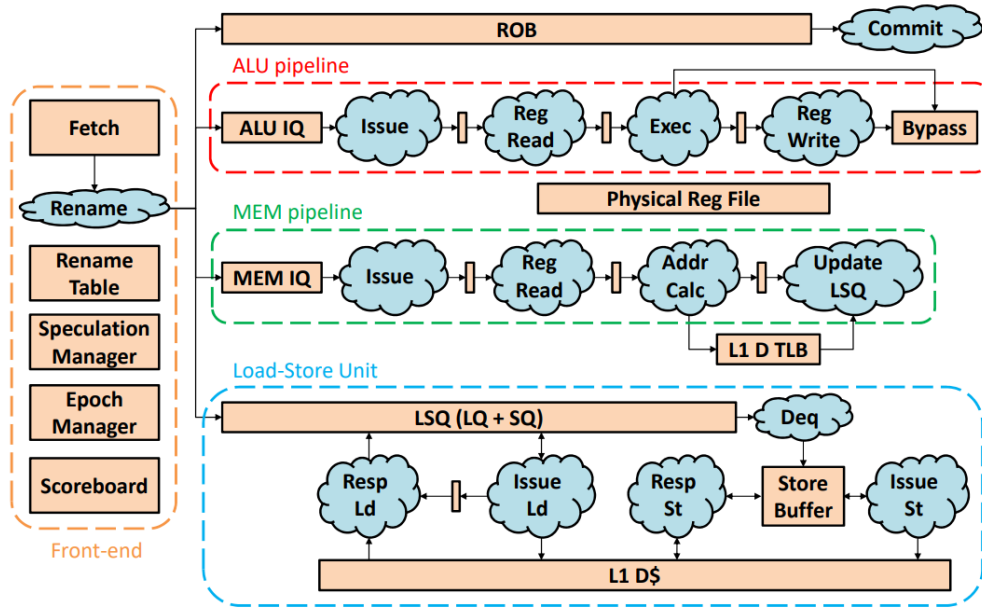 ROB
Commit
ALU pipeline
Fetch
ALU IQ
Issue
Reg
Read
Exec
Reg
Write
Bypass
Rename
Physical Reg File
MEM pipeline
Rename
Table
MEM IQ
Issue
Reg
Read
Addr
Calc
Update
LSQ
Speculation
Manager
L1 D TLB
Load-Store Unit
Epoch
Manager
LSQ (LQ + SQ)
Deq
Scoreboard
Resp
Ld
Issue
Ld
Resp
St
Store
Buffer
Issue
St
Front-end
L1 D$